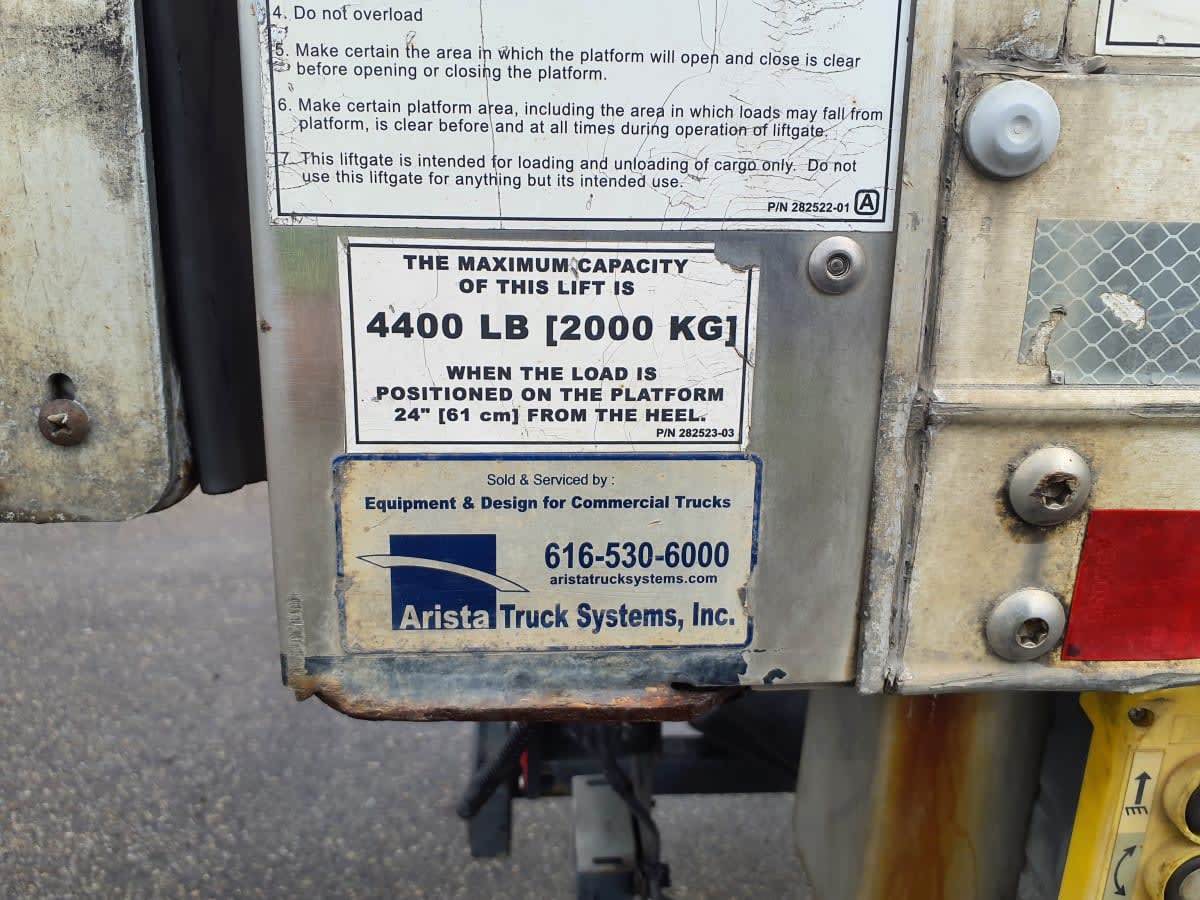 4. Do not overload
5. Make certain the area in which the platform will open and close is clear
before opening or closing the platform.
6. Make certain platform area, including the area in which loads may fall from
platform, is clear before and at all times during operation of liftgate.
7. This liftgate is intended for loading and unloading of cargo only. Do not
use this liftgate for anything but its intended use.
P/N 282522-01 A
THE MAXIMUM CAPACITY
OF THIS LIFT IS
4400 LB [2000 KG]
WHEN THE LOAD IS
POSITIONED ON THE PLATFORM
24" [61 cm] FROM THE HEEL.
P/N 282523-03
Sold & Serviced by :
Equipment & Design for Commercial Trucks
616-530-6000
aristatrucksystems.com
Arista Truck Systems, Inc.